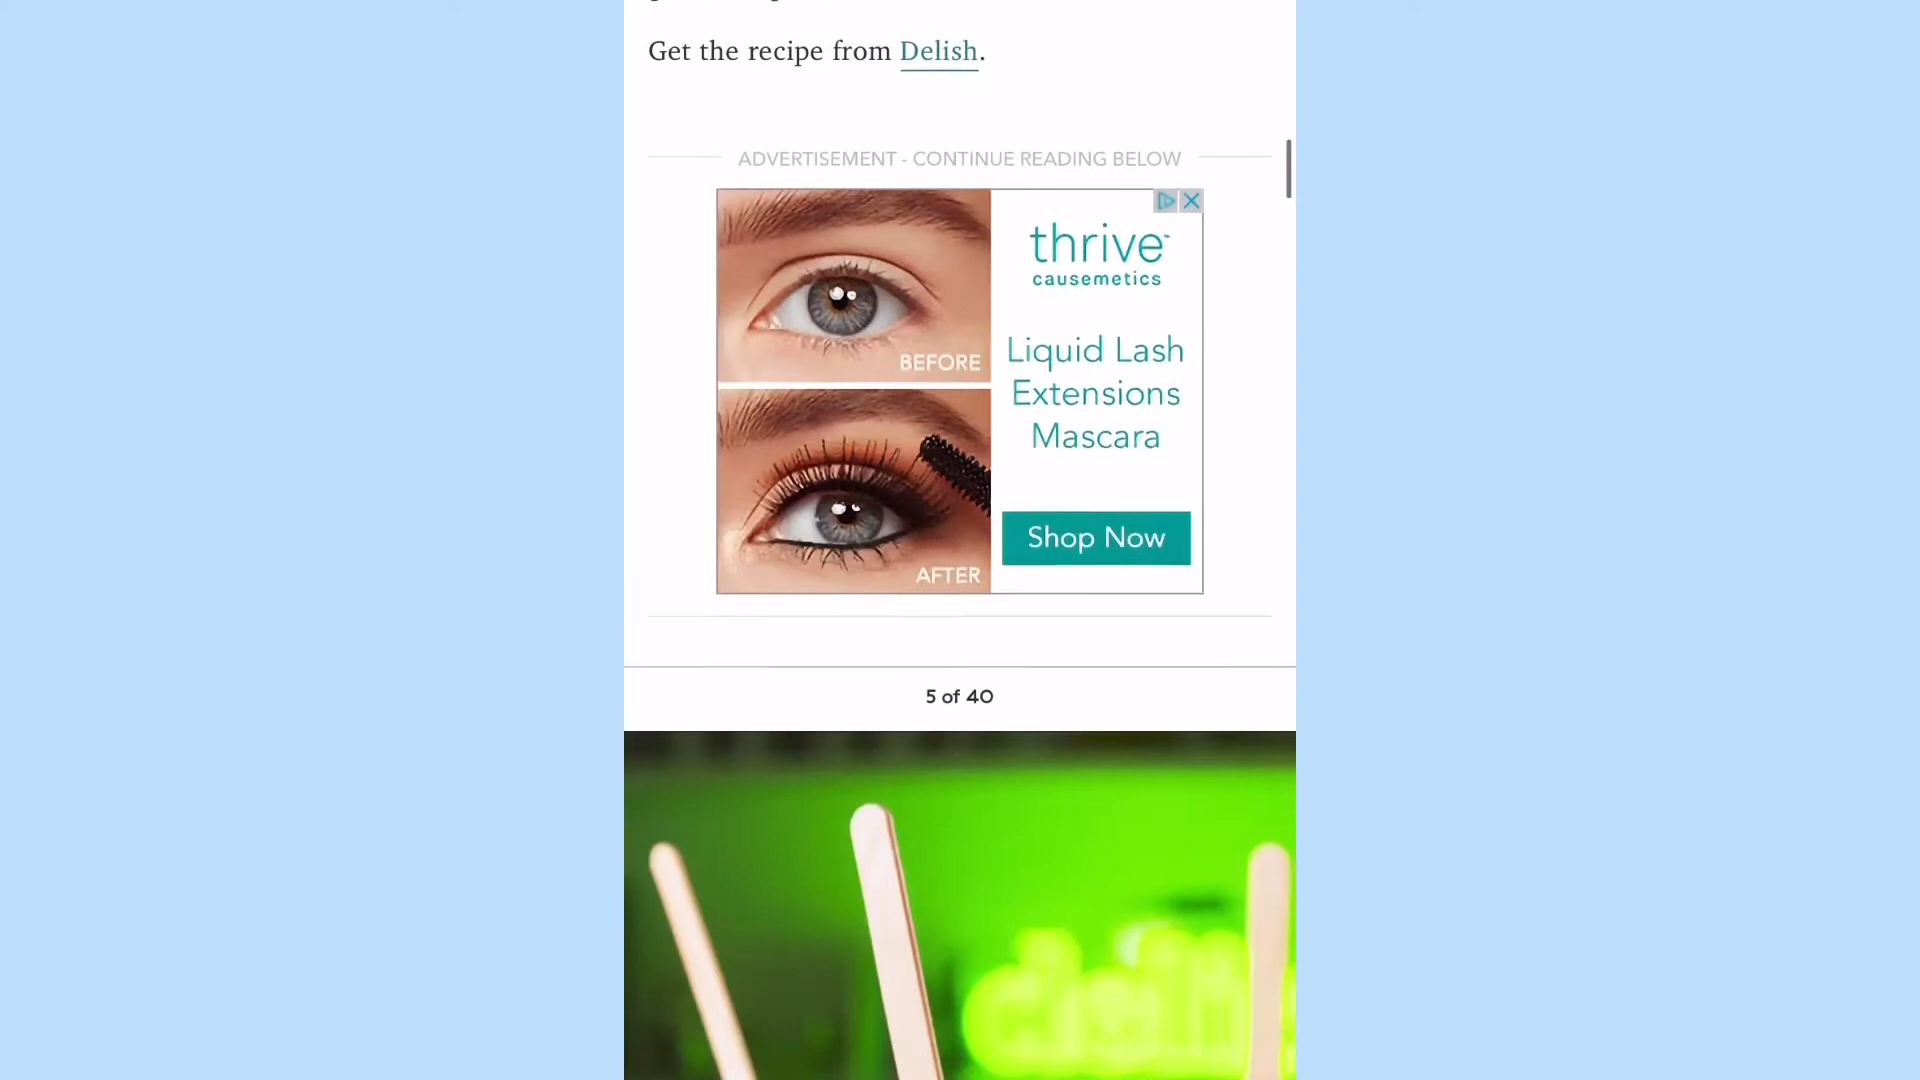 Get the recipe from Delish.
ADVERTISEMENT - CONTINUE READING BELOW
thrive™
causemetics
Liquid Lash
Extensions
Mascara
BEFORE
AFTER
Shop Now
5 of 40